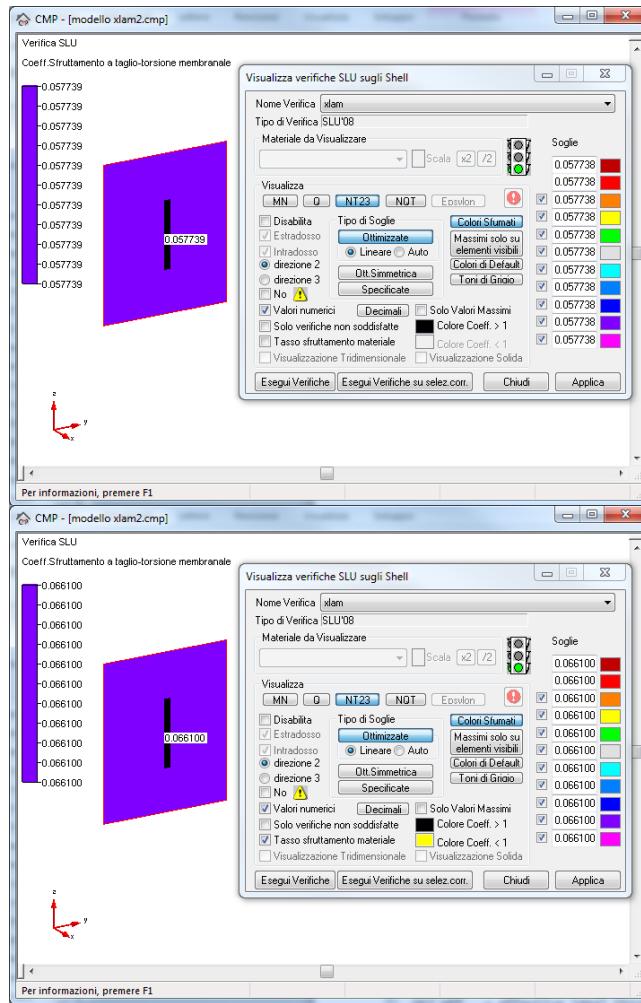 CMP - [modello xlam2.cmp]
Verifica SLU
Coeff.Sfruttamento a taglio-torsione membranale
0.057739
0.057739
0.057739
0.057739
0.057739
0.057739
0.057739
0.057739
0.057739
0.057739
0.057739
0.057739
z
y
x
Visualizza verifiche SLU sugli Shell
Nome Verifica xlam
Tipo di Verifica SLU'08
Materiale da Visualizzare
Scala x2 /2
Soglie
0.057738
0.057738
0.057738
0.057738
0.057738
0.057738
0.057738
0.057738
0.057738
0.057738
0.057738
Visualizza
MN Q NT23 NQT Epsylon
Disabilita Tipo di Soglie Colori Sfumati
Estradosso Ottimizzate Massimi solo su
Intradosso Lineare Auto elementi visibili
direzione 2 Ott.Simmetrica Colori di Default
direzione 3 Specificate Toni di Grigio
No
Valori numerici Decimali Solo Valori Massimi
Solo verifiche non soddisfatte Colore Coeff. > 1
Tasso sfruttamento materiale Colore Coeff. < 1
Visualizzazione Tridimensionale Visualizzazione Solida
Esegui Verifiche Esegui Verifiche su selez.corr. Chiudi Applica
Per informazioni, premere F1
CMP - [modello xlam2.cmp]
Verifica SLU
Coeff.Sfruttamento a taglio-torsione membranale
0.066100
0.066100
0.066100
0.066100
0.066100
0.066100
0.066100
0.066100
0.066100
0.066100
0.066100
0.066100
z
y
x
Visualizza verifiche SLU sugli Shell
Nome Verifica xlam
Tipo di Verifica SLU'08
Materiale da Visualizzare
Scala x2 /2
Soglie
0.066100
0.066100
0.066100
0.066100
0.066100
0.066100
0.066100
0.066100
0.066100
0.066100
0.066100
Visualizza
MN Q NT23 NQT Epsylon
Disabilita Tipo di Soglie Colori Sfumati
Estradosso Ottimizzate Massimi solo su
Intradosso Lineare Auto elementi visibili
direzione 2 Ott.Simmetrica Colori di Default
direzione 3 Specificate Toni di Grigio
No
Valori numerici Decimali Solo Valori Massimi
Solo verifiche non soddisfatte Colore Coeff. > 1
Tasso sfruttamento materiale Colore Coeff. < 1
Visualizzazione Tridimensionale Visualizzazione Solida
Esegui Verifiche Esegui Verifiche su selez.corr. Chiudi Applica
Per informazioni, premere F1